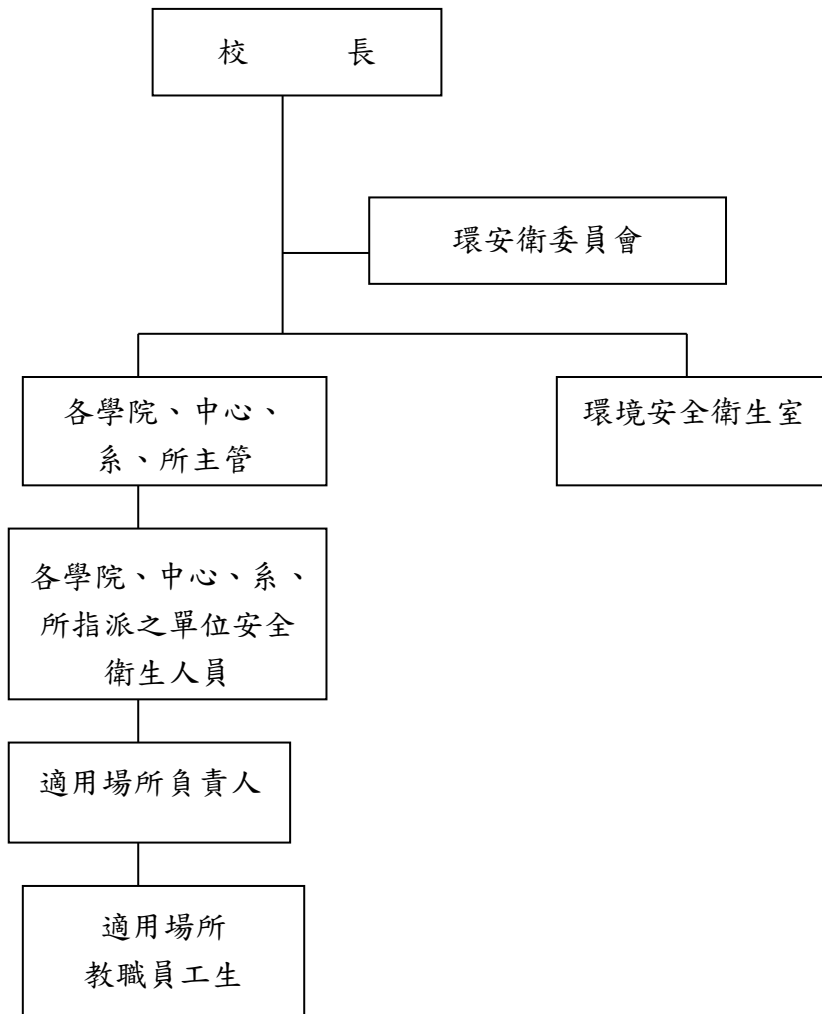 校長
環安衛委員會
各學院、中心、
系、所主管
環境安全衛生室
各學院、中心、系、
所指派之單位安全
衛生人員
適用場所負責人
適用場所
教職員工生